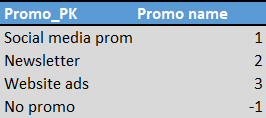 Promo_PK Promo name
Social media prom 1
Newsletter 2
Website ads 3
No promo -1